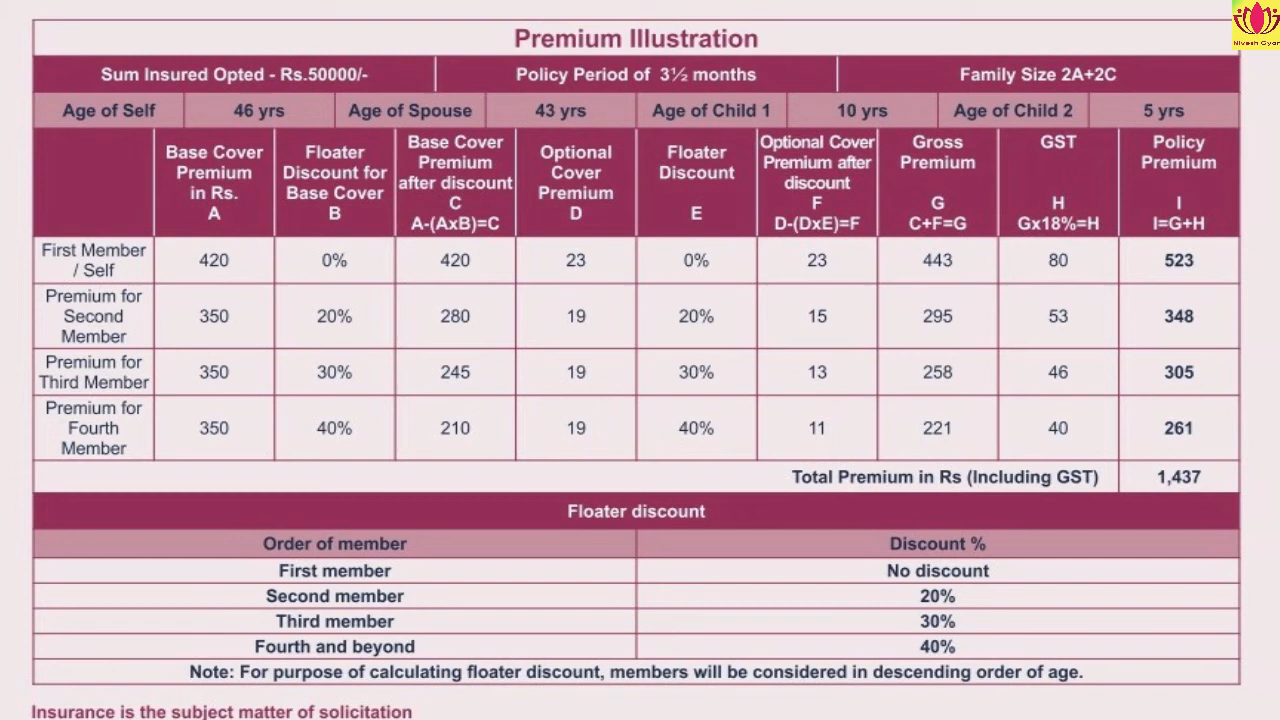 Nivesh Gyan
Premium Illustration
Sum Insured Opted - Rs.50000/- Policy Period of 3½ months Family Size 2A+2C
Age of Self 46 yrs Age of Spouse 43 yrs Age of Child 1 10 yrs Age of Child 2 5 yrs
Base Cover Premium in Rs. A
Floater Discount for Base Cover B
Base Cover Premium after discount C A-(AxB)=C
Optional Cover Premium D
Floater Discount E
Optional Cover Premium after discount F D-(DxE)=F
Gross Premium G C+F=G
GST H Gx18%=H
Policy Premium I I=G+H
First Member / Self 420 0% 420 23 0% 23 443 80 523
Premium for Second Member 350 20% 280 19 20% 15 295 53 348
Premium for Third Member 350 30% 245 19 30% 13 258 46 305
Premium for Fourth Member 350 40% 210 19 40% 11 221 40 261
Total Premium in Rs (Including GST) 1,437
Floater discount
Order of member Discount %
First member No discount
Second member 20%
Third member 30%
Fourth and beyond 40%
Note: For purpose of calculating floater discount, members will be considered in descending order of age.
Insurance is the subject matter of solicitation